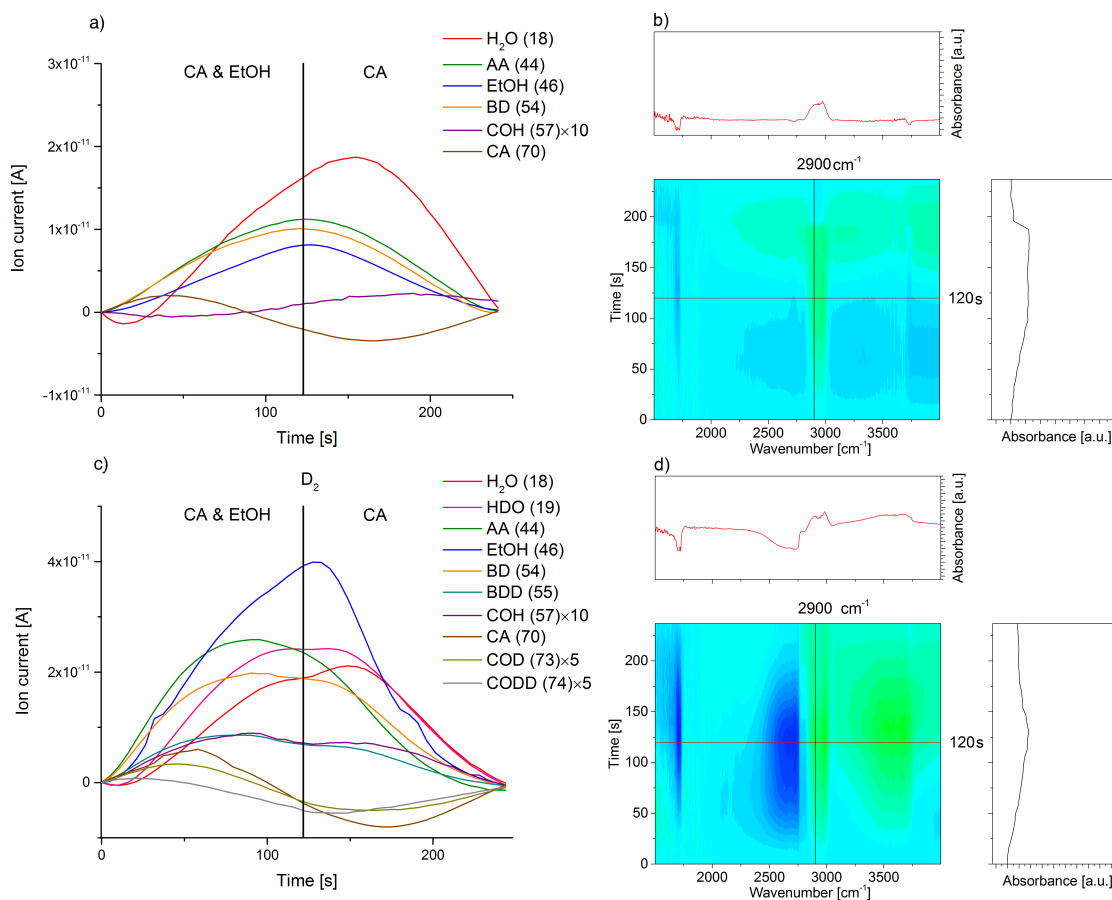 a)
CA & EtOH
CA
H₂O (18)
AA (44)
EtOH (46)
BD (54)
COH (57)×10
CA (70)
3x10⁻¹¹
2x10⁻¹¹
1x10⁻¹¹
0
-1x10⁻¹¹
Ion current [A]
0
100
200
Time [s]
b)
Absorbance [a.u.]
2900 cm⁻¹
200
150
100
50
0
Time [s]
120s
2000
2500
3000
3500
Wavenumber [cm⁻¹]
Absorbance [a.u.]
c)
D₂
CA & EtOH
CA
H₂O (18)
HDO (19)
AA (44)
EtOH (46)
BD (54)
BDD (55)
COH (57)×10
CA (70)
COD (73)×5
CODD (74)×5
4x10⁻¹¹
2x10⁻¹¹
0
Ion current [A]
0
100
200
Time [s]
d)
Absorbance [a.u.]
2900 cm⁻¹
200
150
100
50
0
Time [s]
120s
2000
2500
3000
3500
Wavenumber [cm⁻¹]
Absorbance [a.u.]